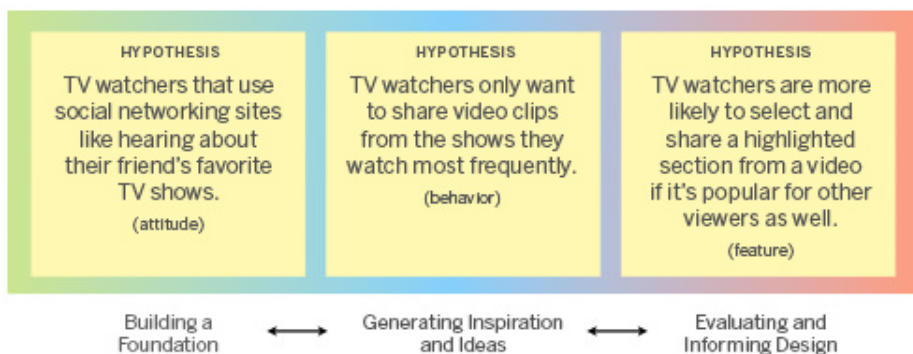 HYPOTHESIS
TV watchers that use
social networking sites
like hearing about
their friend's favorite
TV shows.
(attitude)
HYPOTHESIS
TV watchers only want
to share video clips
from the shows they
watch most frequently.
(behavior)
HYPOTHESIS
TV watchers are more
likely to select and
share a highlighted
section from a video
if it's popular for other
viewers as well.
(feature)
Building a
Foundation
Generating Inspiration
and Ideas
Evaluating and
Informing Design